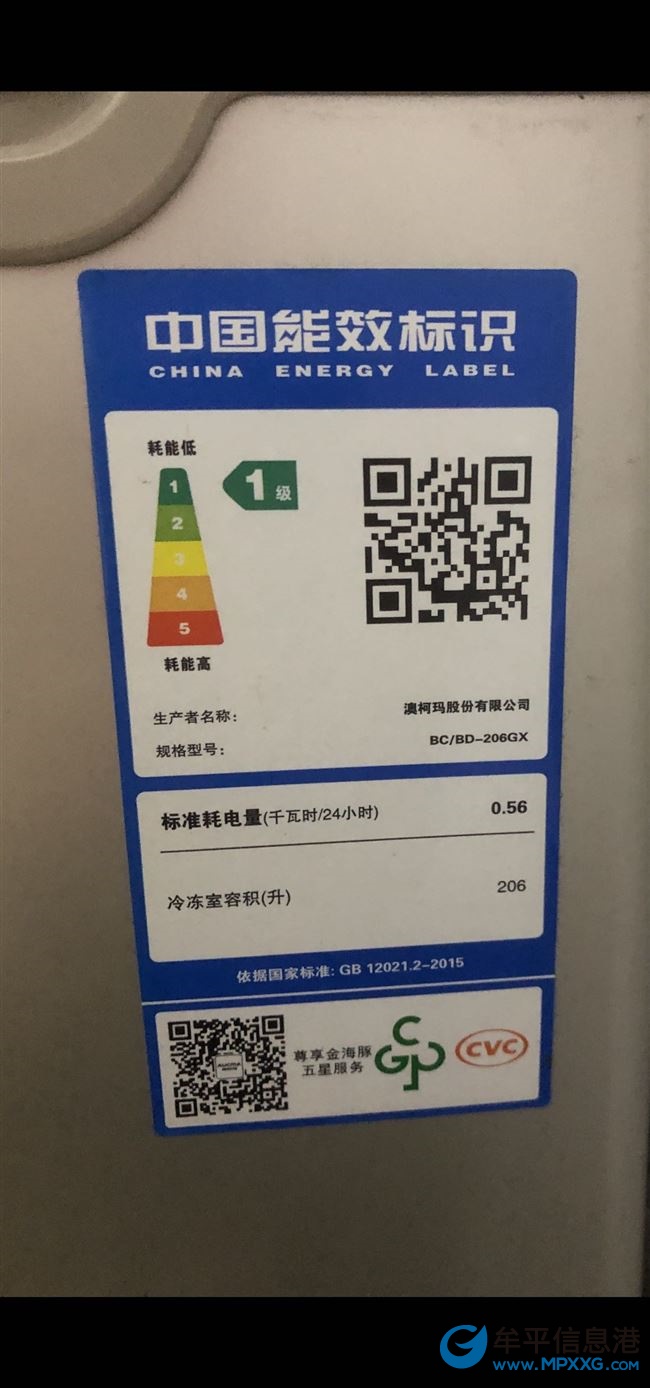 中国能效标识
CHINA ENERGY LABEL
耗能低
1
1级
2
3
4
5
耗能高
生产者名称: 澳柯玛股份有限公司
规格型号: BC/BD-206GX
标准耗电量(千瓦时/24小时) 0.56
冷冻室容积(升) 206
依据国家标准: GB 12021.2-2015
AUCMA
尊享金海豚
五星服务
CGP
CVC
牟平信息港
www.MPXXG.com